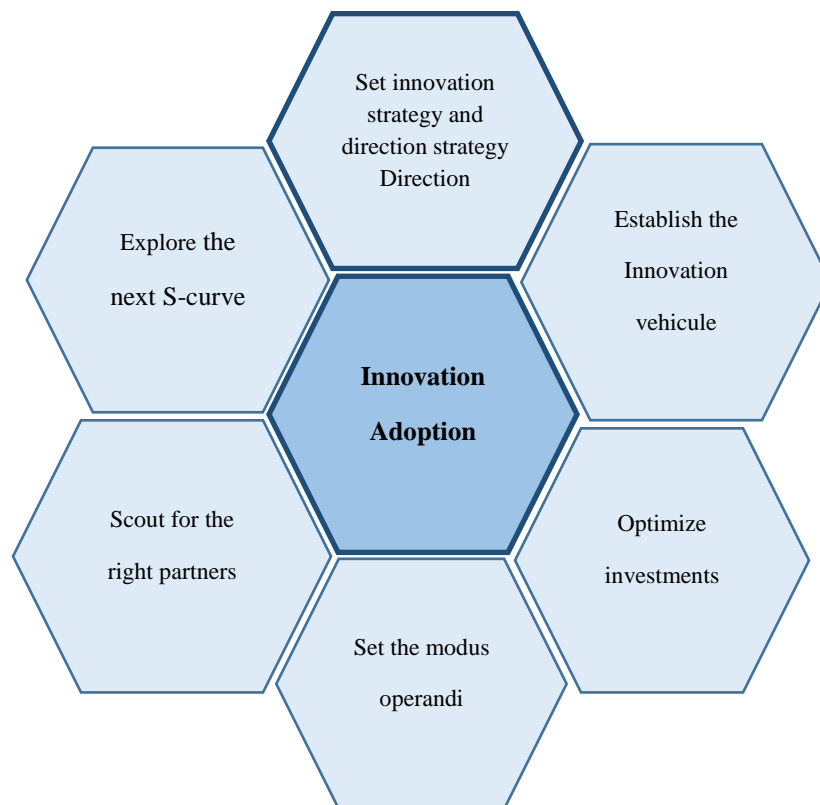 Set innovation
strategy and
direction strategy
Direction
Explore the
next S-curve
Establish the
Innovation
vehicule
Innovation
Adoption
Scout for the
right partners
Optimize
investments
Set the modus
operandi